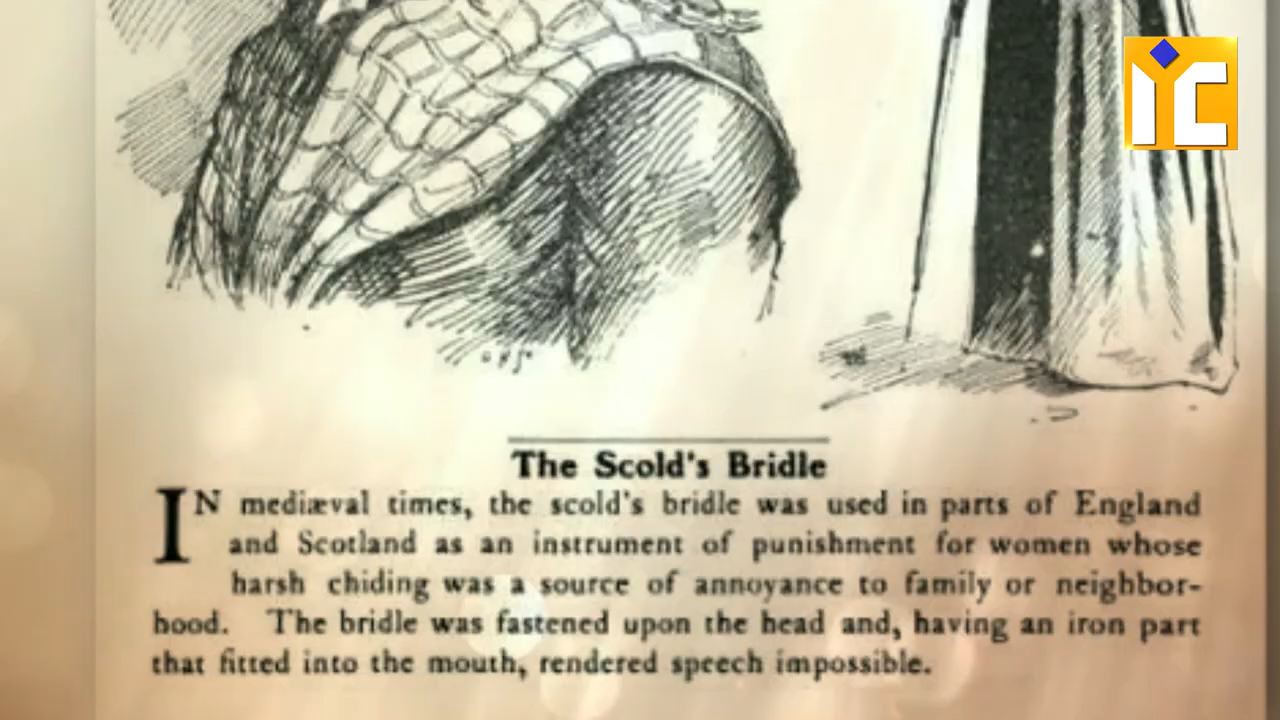 YC
The Scold's Bridle
IN mediæval times, the scold's bridle was used in parts of England
and Scotland as an instrument of punishment for women whose
harsh chiding was a source of annoyance to family or neighbor-
hood. The bridle was fastened upon the head and, having an iron part
that fitted into the mouth, rendered speech impossible.